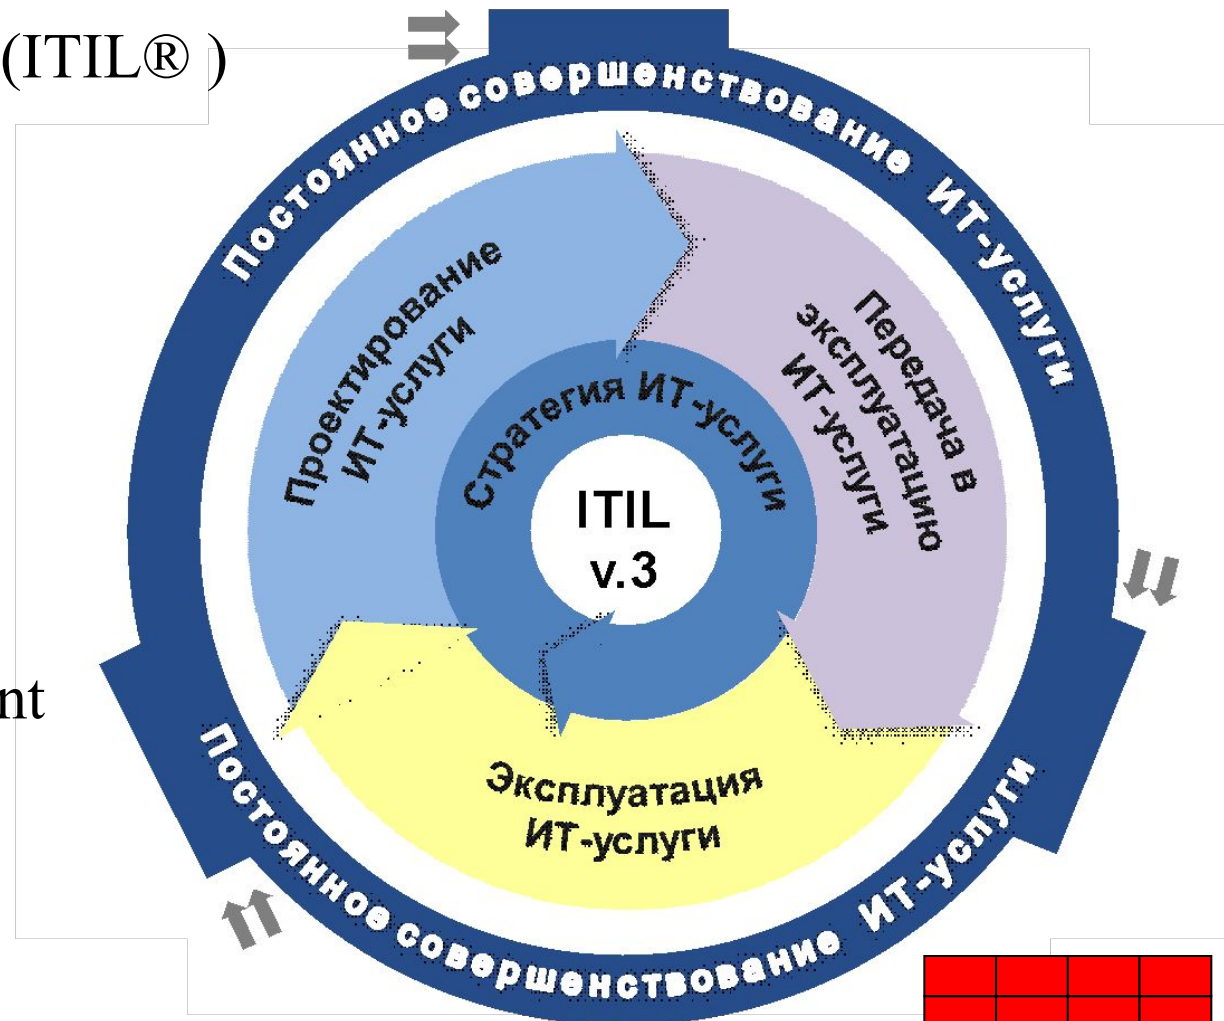 (ITIL® )
Постоянное совершенствование ИТ-услуги
Проектирование
ИТ-услуги
Передача в
эксплуатацию
ИТ-услуги
Стратегия ИТ-услуги
ITIL
v.3
nt
Эксплуатация
ИТ-услуги
Постоянное совершенствование ИТ-услуги